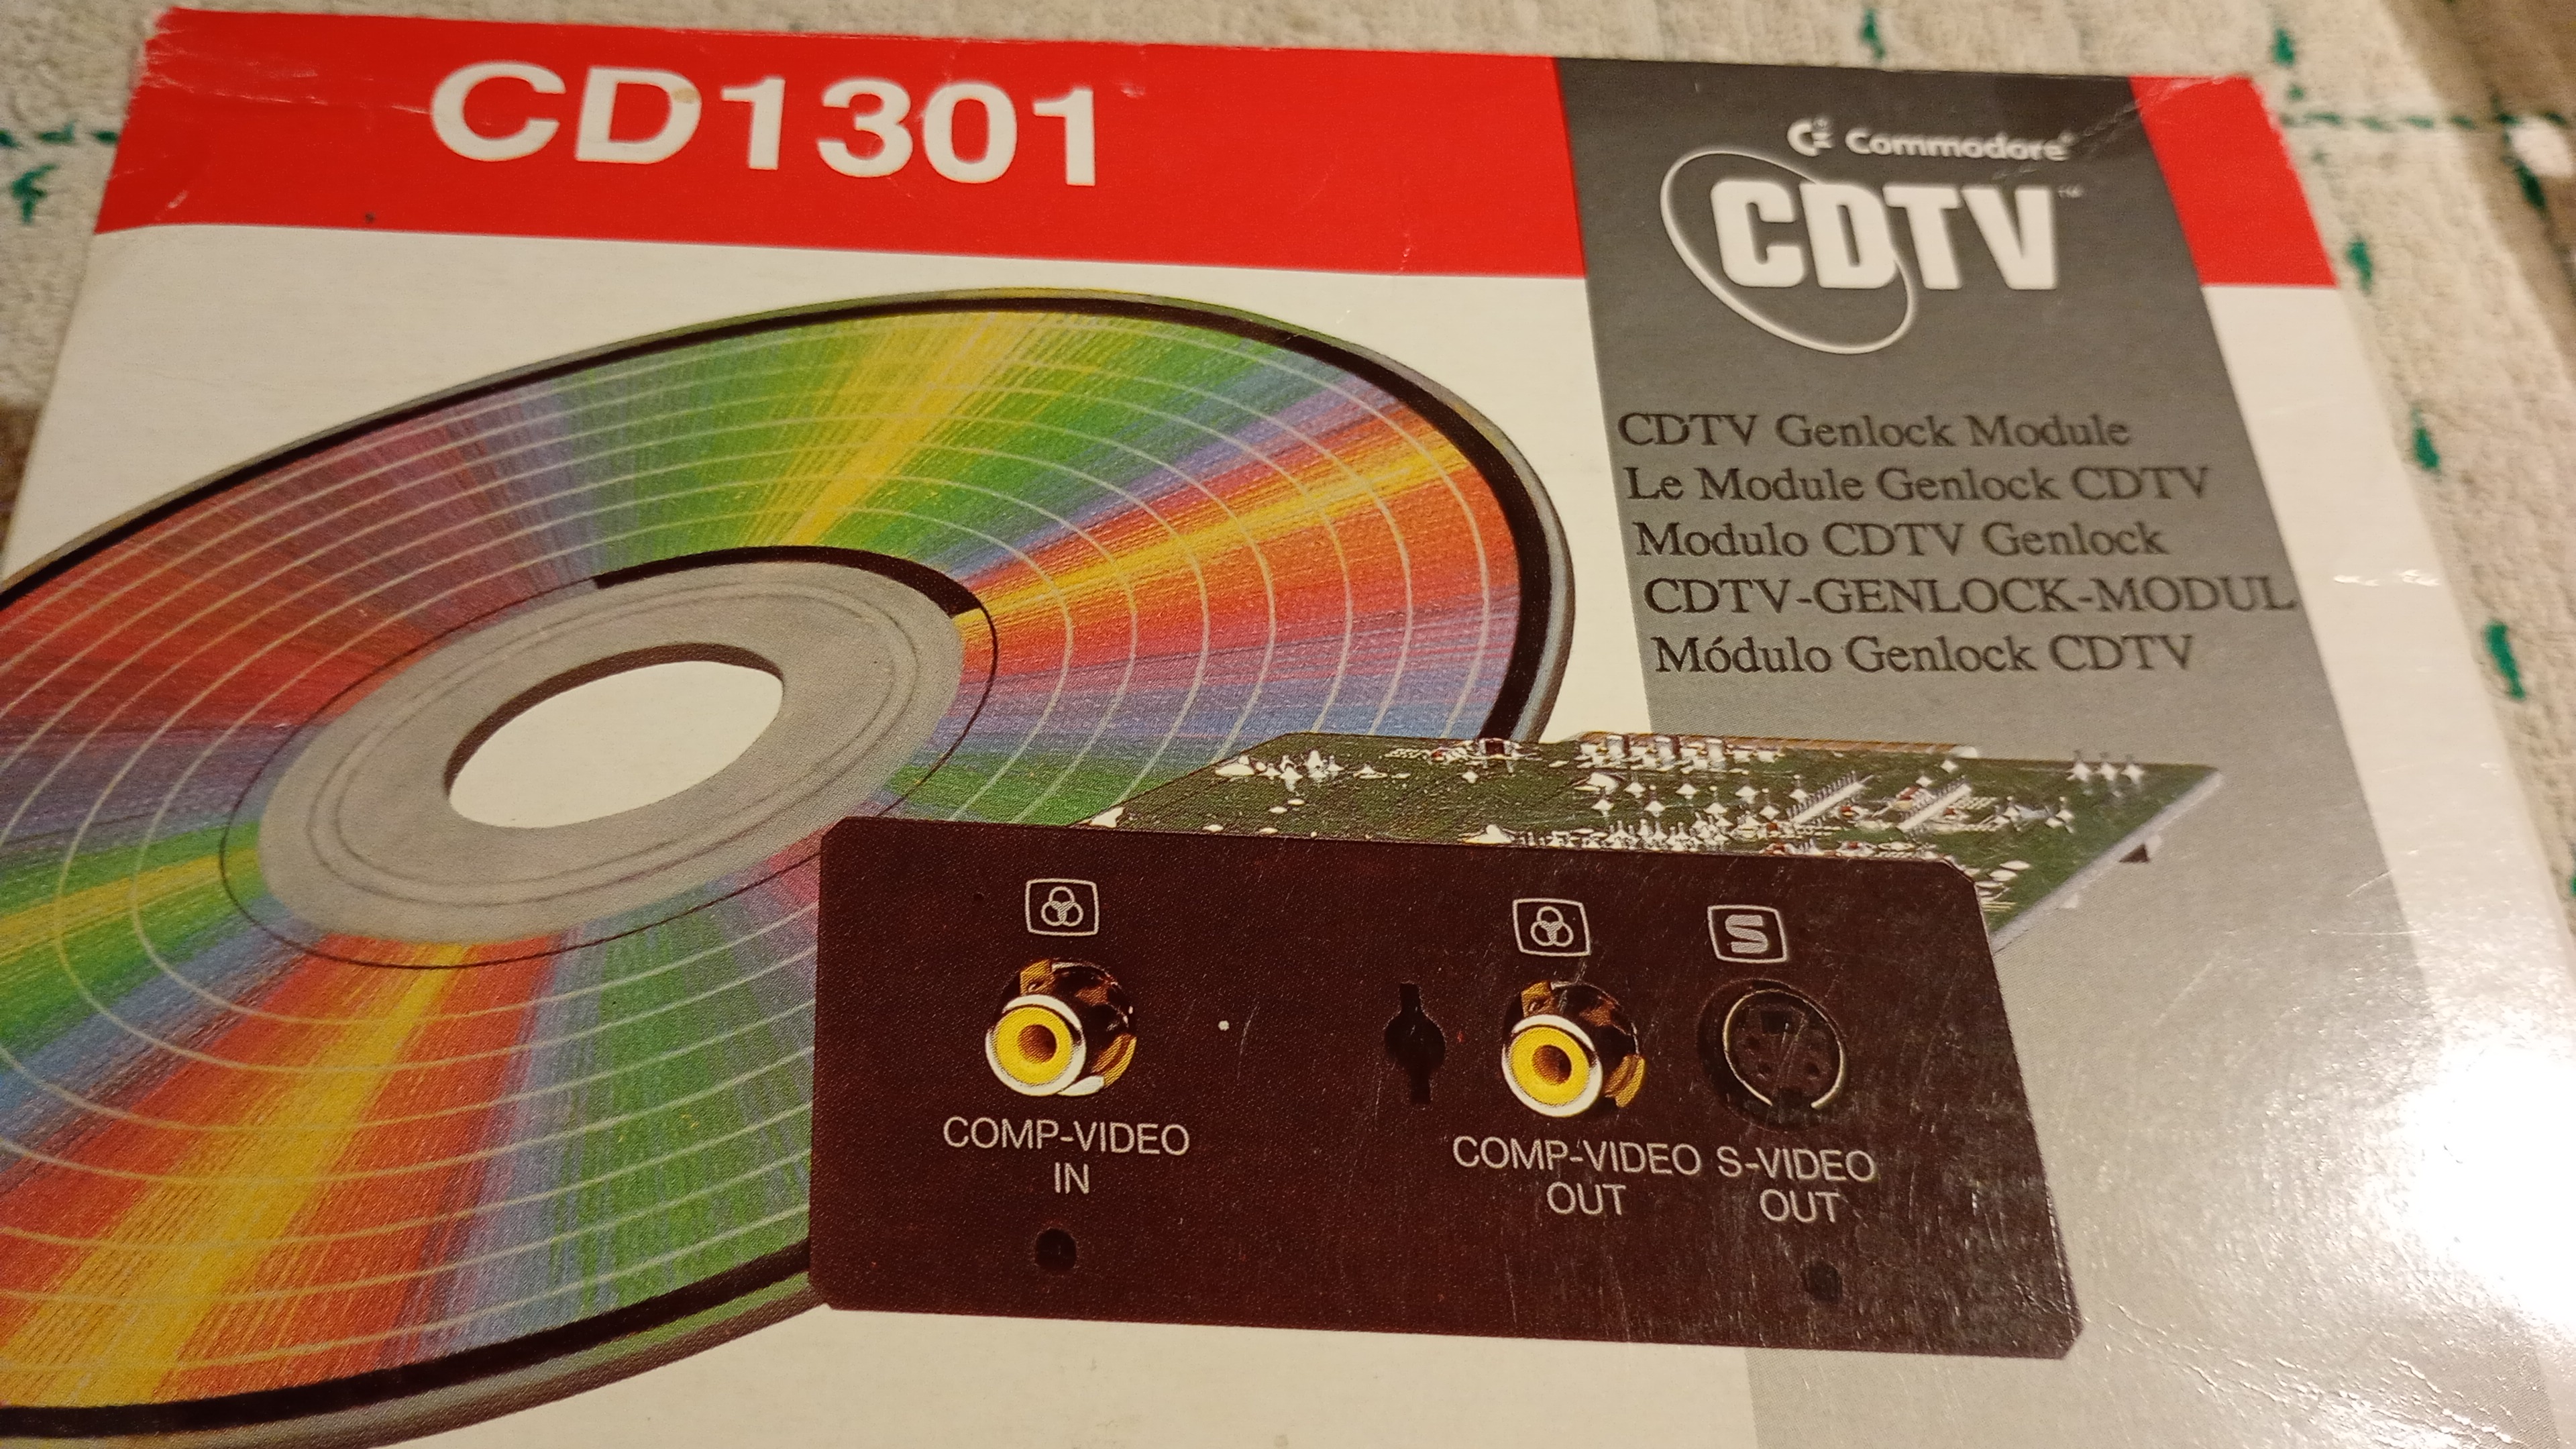 CD1301
Commodore®
CDTV™
CDTV Genlock Module
Le Module Genlock CDTV
Modulo CDTV Genlock
CDTV-GENLOCK-MODUL
Módulo Genlock CDTV
S
COMP-VIDEO
IN
COMP-VIDEO
OUT
S-VIDEO
OUT